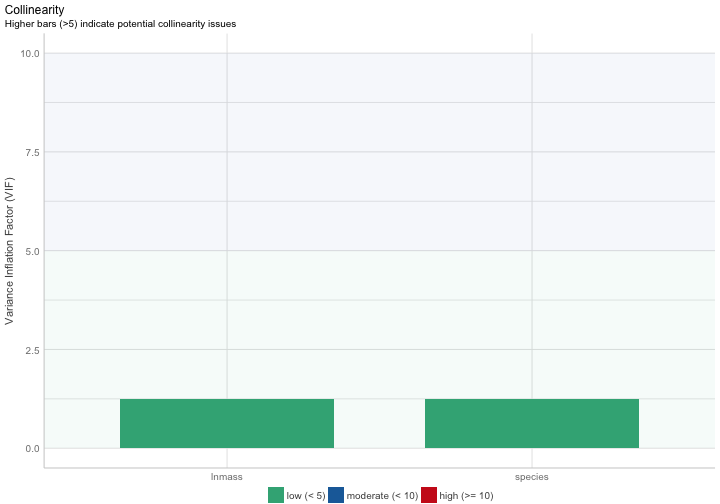 Collinearity
Higher bars (>5) indicate potential collinearity issues
Variance Inflation Factor (VIF)
10.0
7.5
5.0
2.5
0.0
lnmass
species
low (< 5)
moderate (< 10)
high (>= 10)